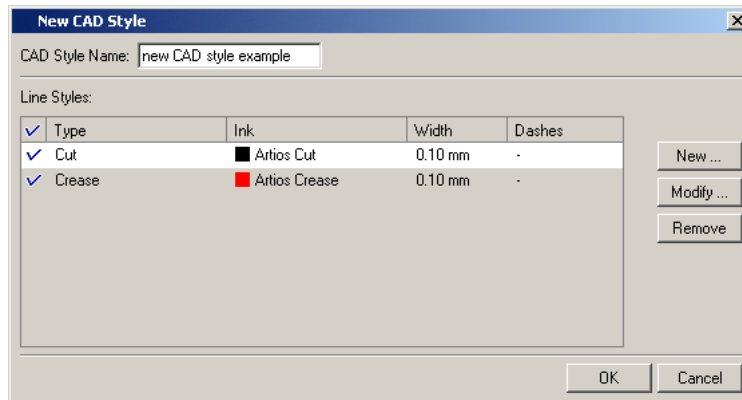 New CAD Style
CAD Style Name: new CAD style example
Line Styles:
Type Ink Width Dashes
Cut Artios Cut 0.10 mm -
Crease Artios Crease 0.10 mm -
New ...
Modify ...
Remove
OK Cancel